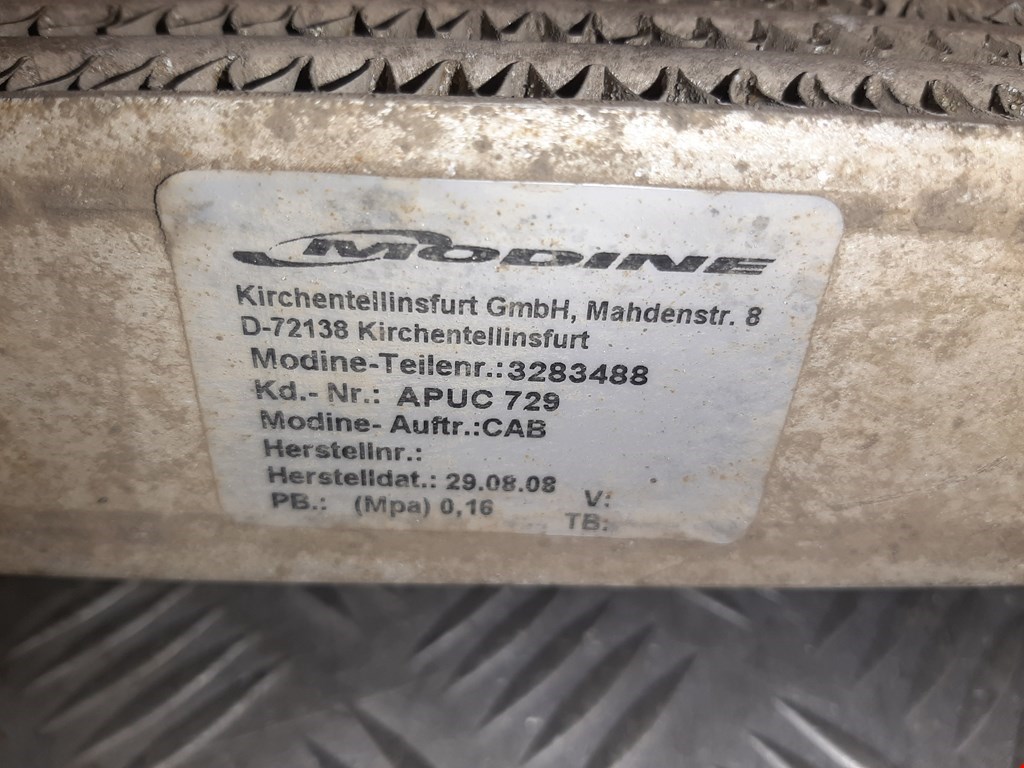 MODINE
Kirchentellinsfurt GmbH, Mahdenstr. 8
D-72138 Kirchentellinsfurt
Modine-Teilenr.:3283488
Kd.- Nr.: APUC 729
Modine- Auftr.:CAB
Herstellnr.:
Herstelldat.: 29.08.08 V:
PB.: (Mpa) 0,16 TB: